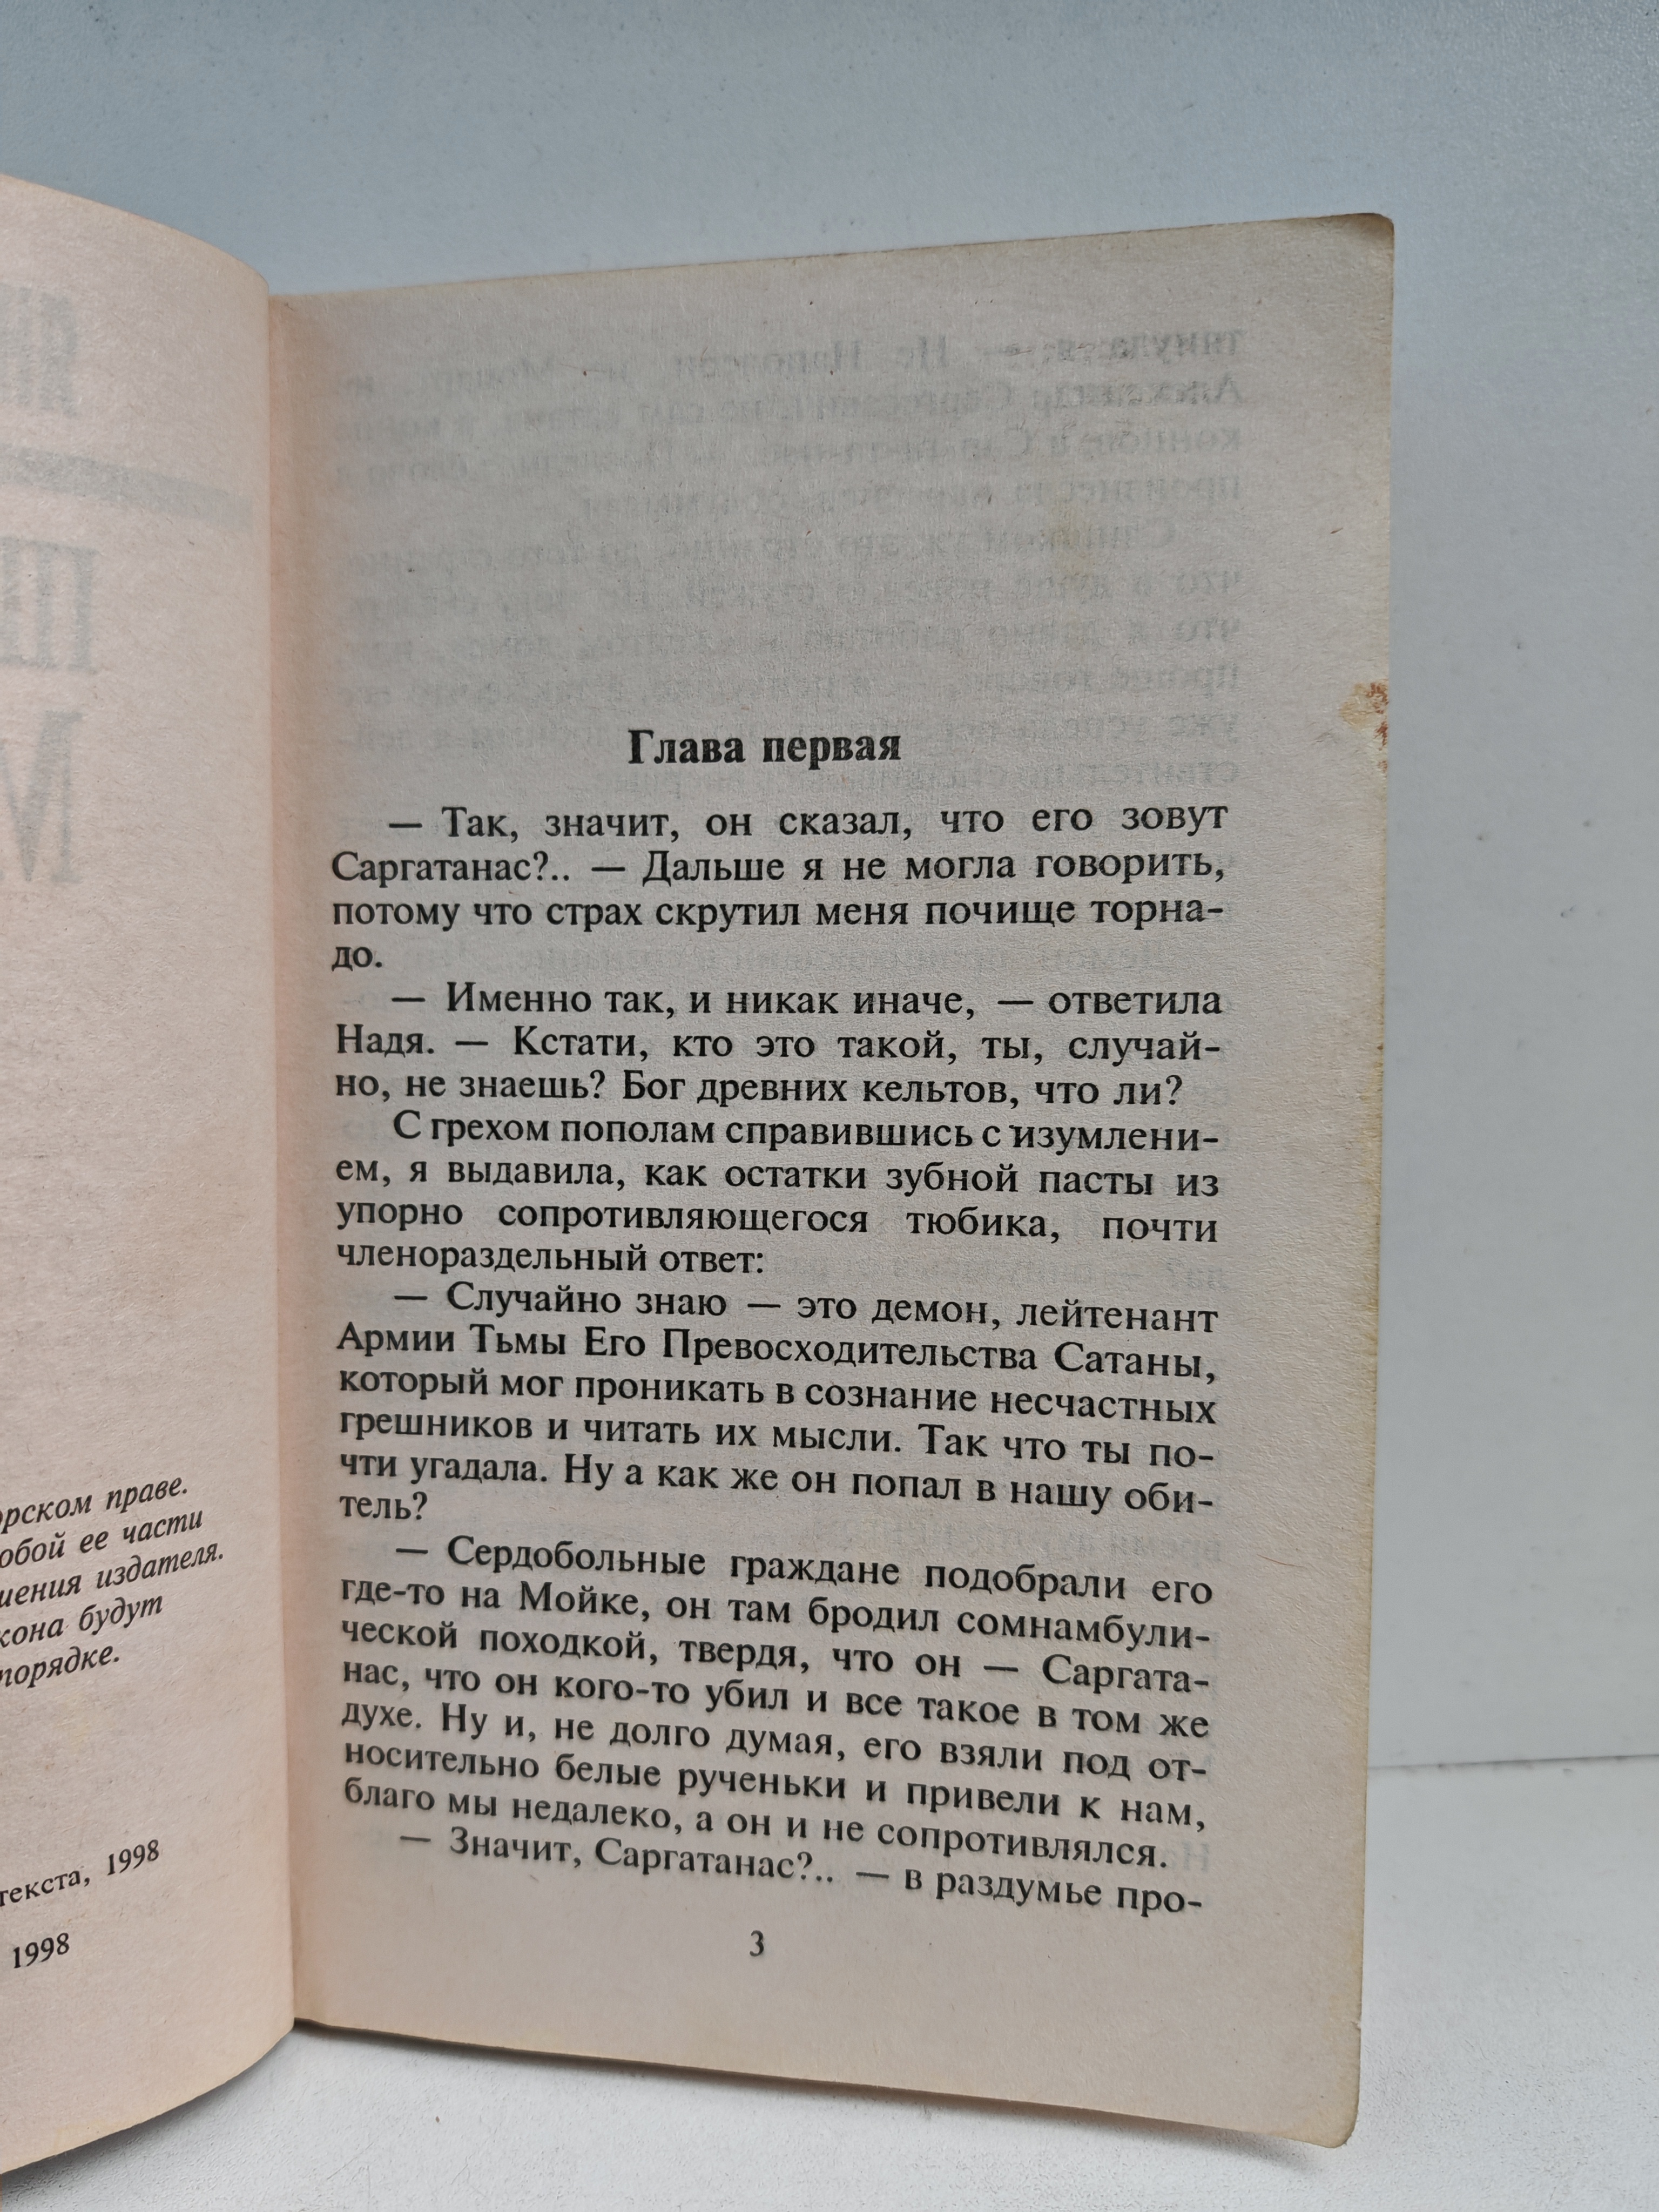 праве.
обой ее части
издателя.
будут
порядке.
текста, 1998
1998
Глава первая
— Так, значит, он сказал, что его зовут
Саргатанас?.. — Дальше я не могла говорить,
потому что страх скрутил меня почище торна-
до.
— Именно так, и никак иначе, — ответила
Надя. — Кстати, кто это такой, ты, случай-
но, не знаешь? Бог древних кельтов, что ли?
С грехом пополам справившись с изумлени-
ем, я выдавила, как остатки зубной пасты из
упорно сопротивляющегося тюбика, почти
членораздельный ответ:
— Случайно знаю — это демон, лейтенант
Армии Тьмы Его Превосходительства Сатаны,
который мог проникать в сознание несчастных
грешников и читать их мысли. Так что ты по-
чти угадала. Ну а как же он попал в нашу оби-
тель?
— Сердобольные граждане подобрали его
где-то на Мойке, он там бродил сомнамбули-
ческой походкой, твердя, что он — Саргата-
нас, что он кого-то убил и все такое в том же
духе. Ну и, не долго думая, его взяли под от-
носительно белые рученьки и привели к нам,
благо мы недалеко, а он и не сопротивлялся.
— Значит, Саргатанас?.. — в раздумье про-
3